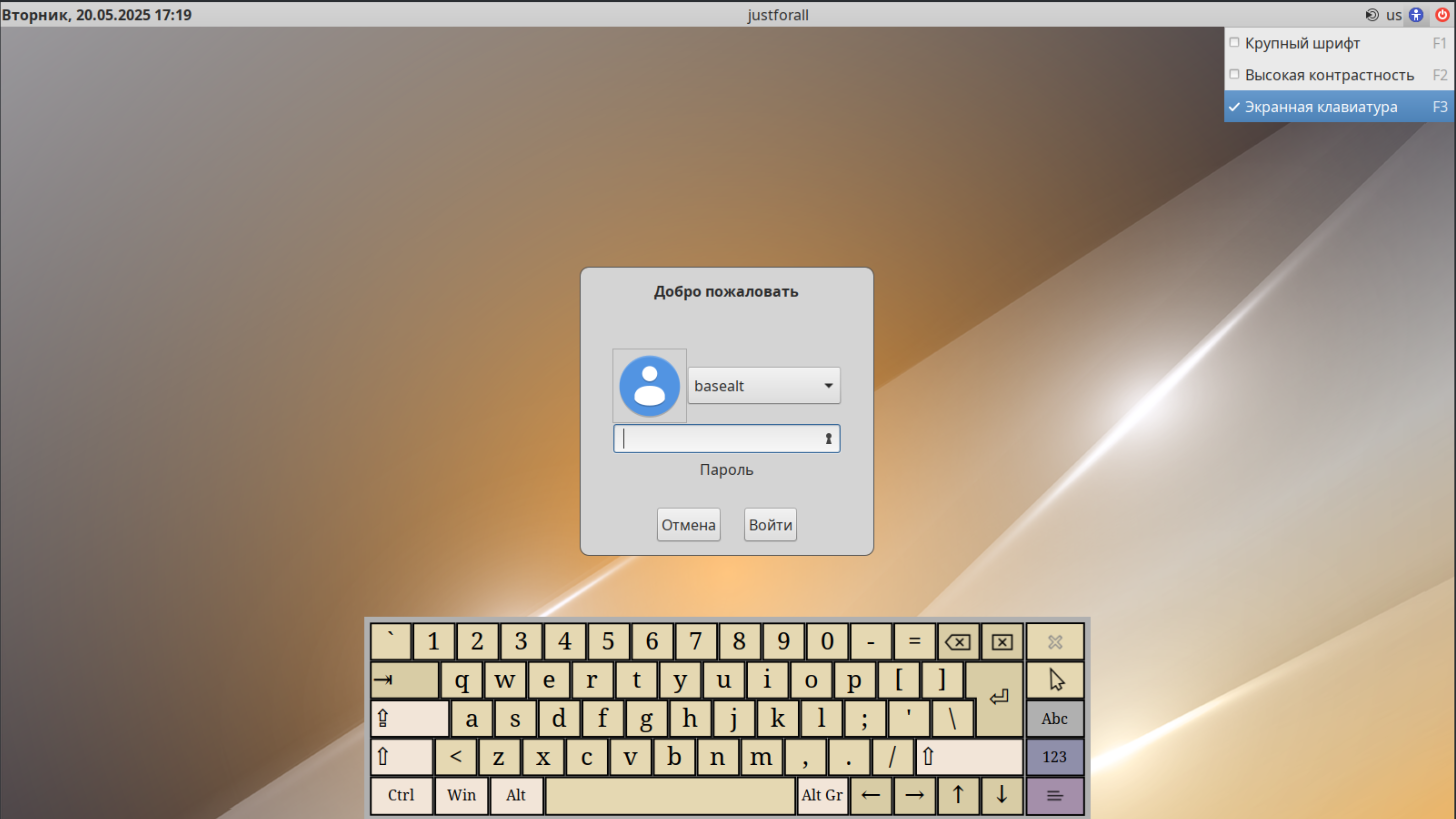 Вторник, 20.05.2025 17:19 justforall us
Крупный шрифт F1
Высокая контрастность F2
Экранная клавиатура F3
Добро пожаловать
basealt
Пароль
Отмена Войти
` 1 2 3 4 5 6 7 8 9 0 - =
q w e r t y u i o p [ ]
a s d f g h j k l ; ' \ Abc
< z x c v b n m , . / 123
Ctrl Win Alt Alt Gr